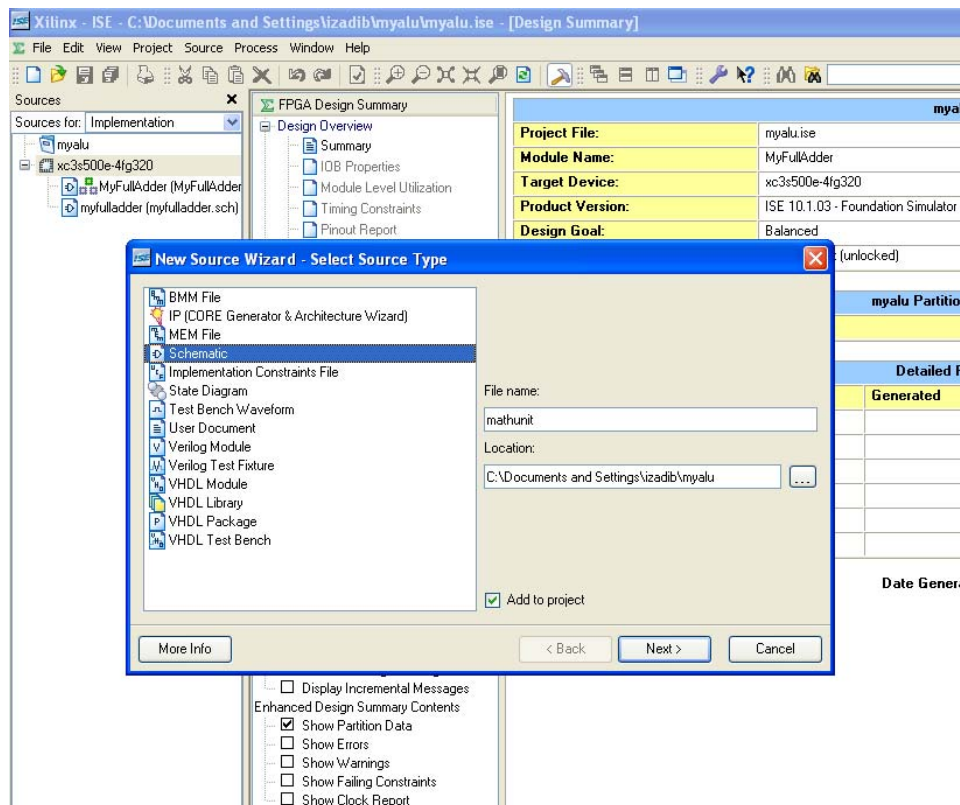 Xilinx - ISE - C:\Documents and Settings\izadib\myalu\myalu.ise - [Design Summary]
File Edit View Project Source Process Window Help
Sources
Sources for: Implementation
myalu
xc3s500e-4fg320
MyFullAdder (MyFullAdder
myfulladder (myfulladder.sch)
FPGA Design Summary
Design Overview
Summary
IOB Properties
Module Level Utilization
Timing Constraints
Pinout Report
myal
Project File: myalu.ise
Module Name: MyFullAdder
Target Device: xc3s500e-4fg320
Product Version: ISE 10.1.03 - Foundation Simulator
Design Goal: Balanced
(unlocked)
myalu Partitio
Detailed R
Generated
Date Genera
New Source Wizard - Select Source Type
BMM File
IP (CORE Generator & Architecture Wizard)
MEM File
Schematic
Implementation Constraints File
State Diagram
Test Bench Waveform
User Document
Verilog Module
Verilog Test Fixture
VHDL Module
VHDL Library
VHDL Package
VHDL Test Bench
File name:
mathunit
Location:
C:\Documents and Settings\izadib\myalu
...
Add to project
More Info
< Back
Next >
Cancel
Display Incremental Messages
Enhanced Design Summary Contents
Show Partition Data
Show Errors
Show Warnings
Show Failing Constraints
Show Clock Report